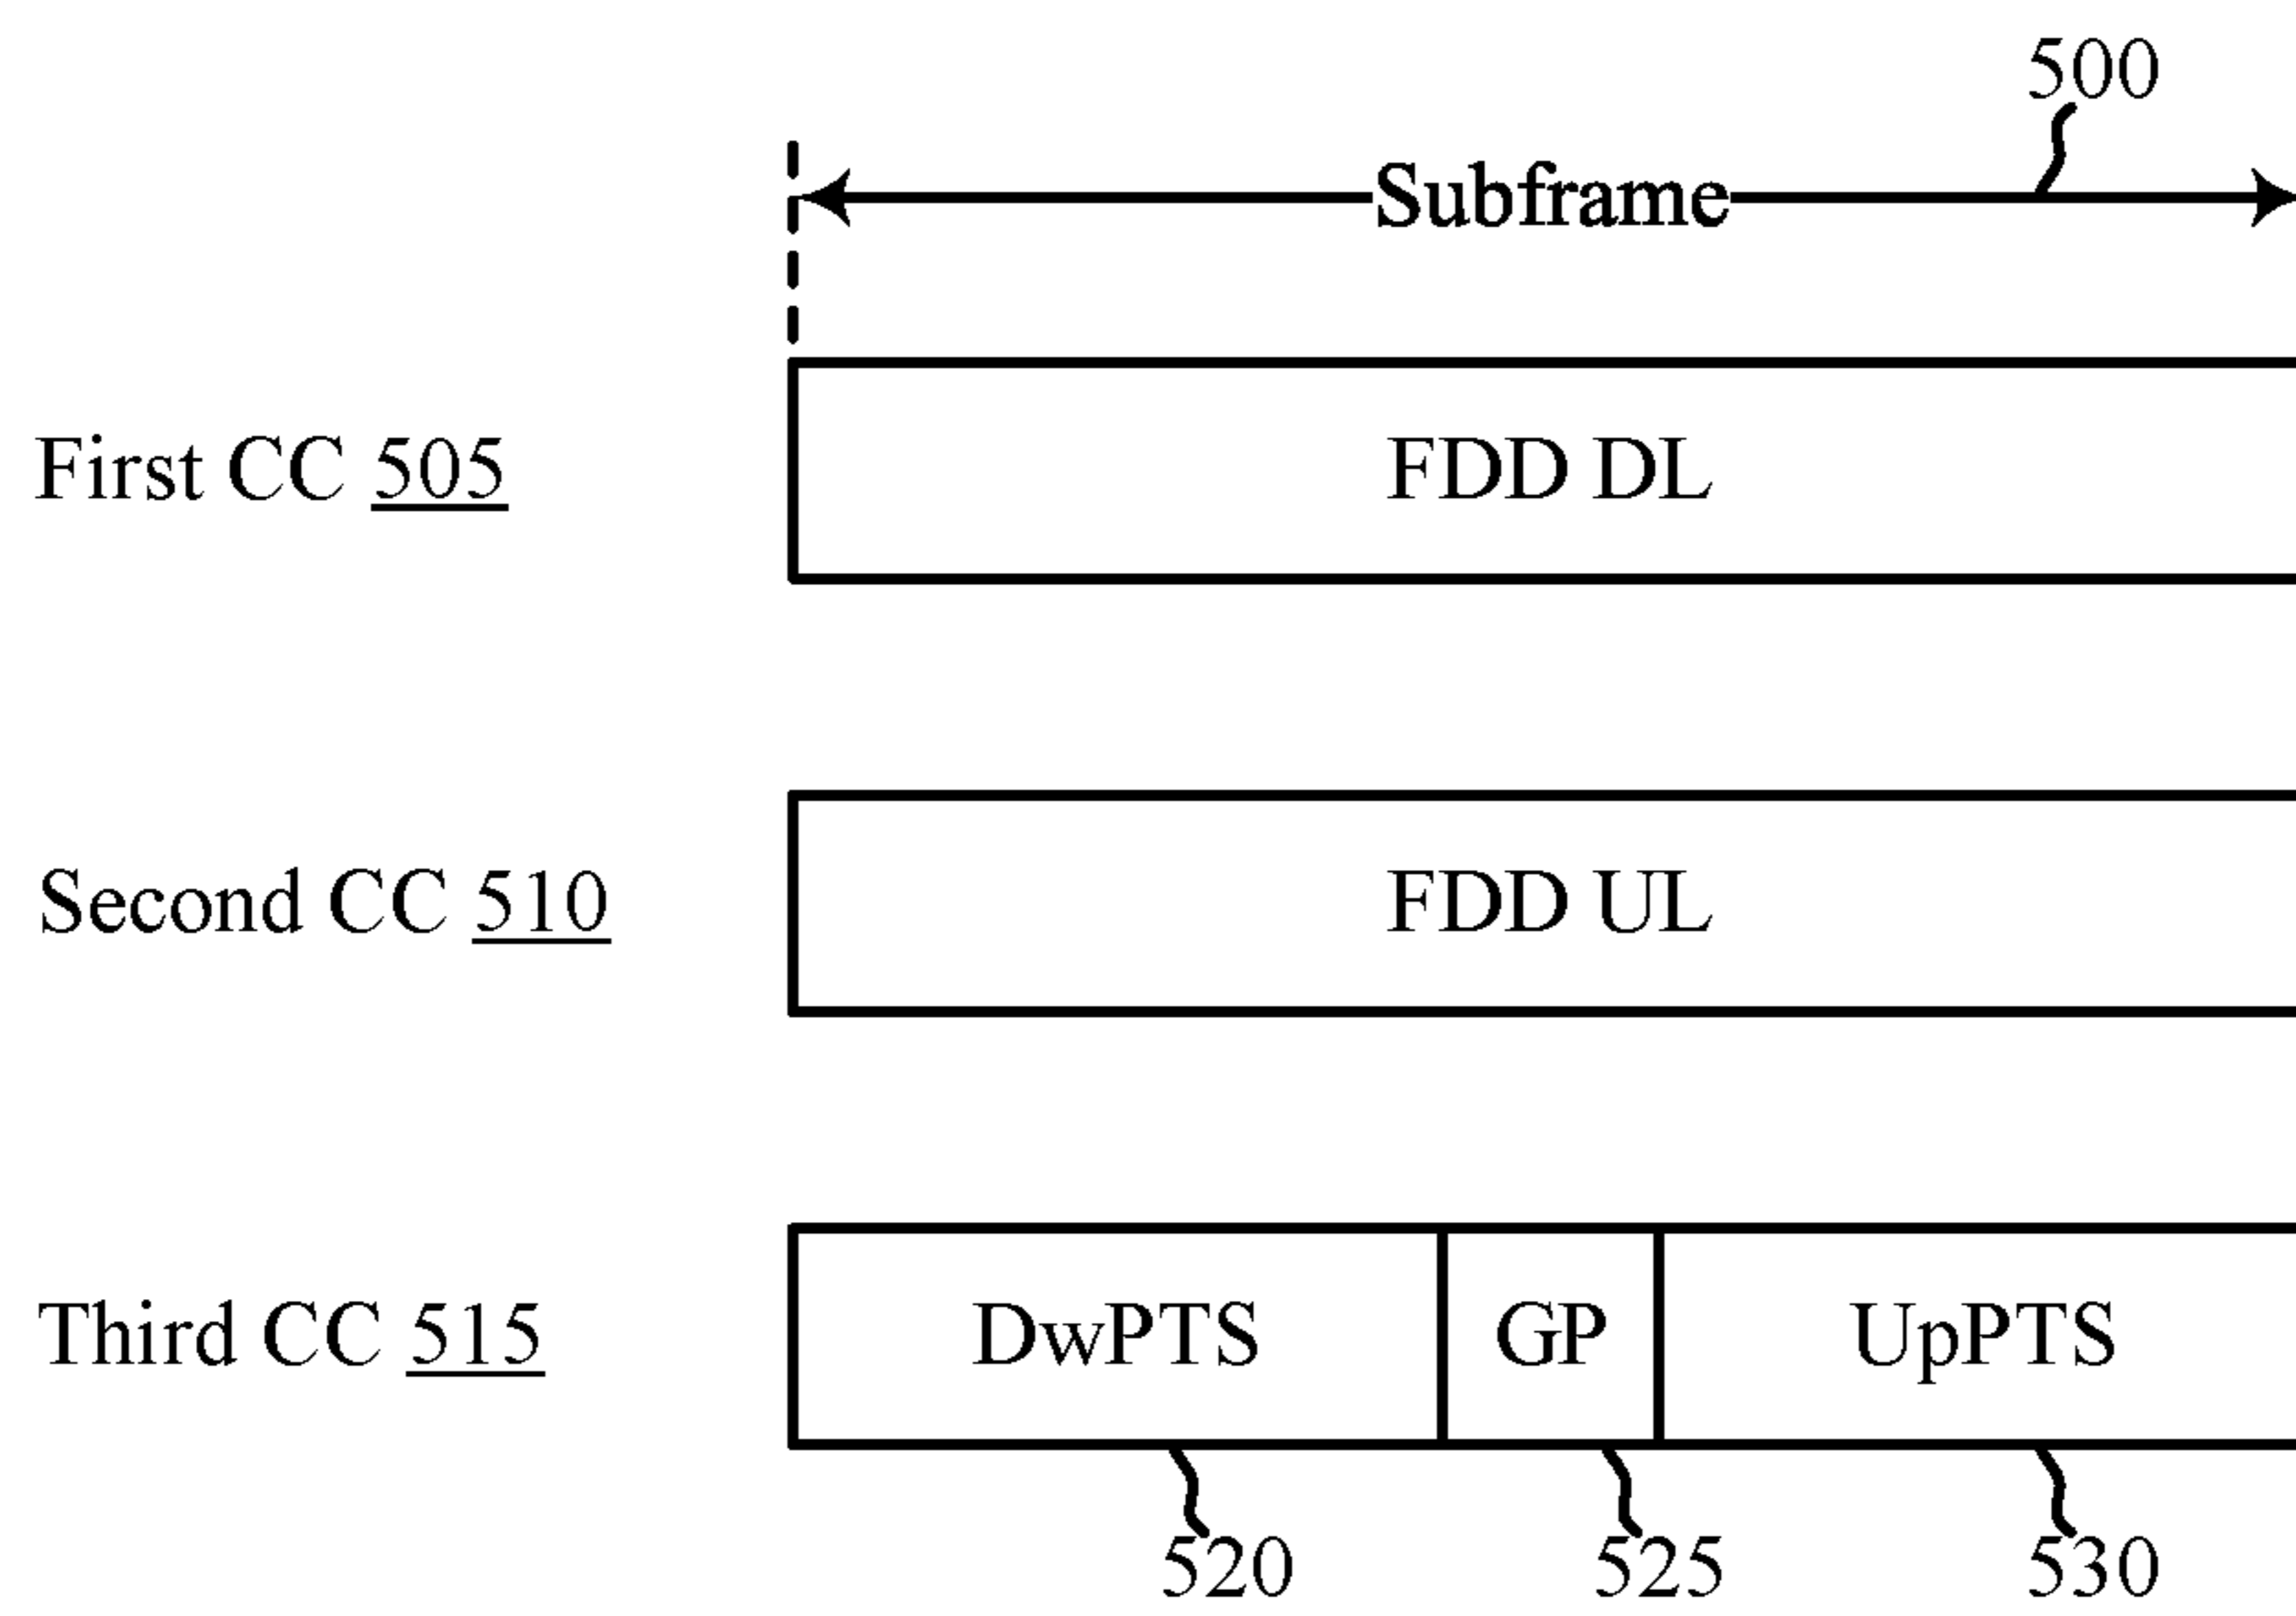 500
Subframe
First CC 505
FDD DL
Second CC 510
FDD UL
Third CC 515
DwPTS GP UpPTS
520 525 530